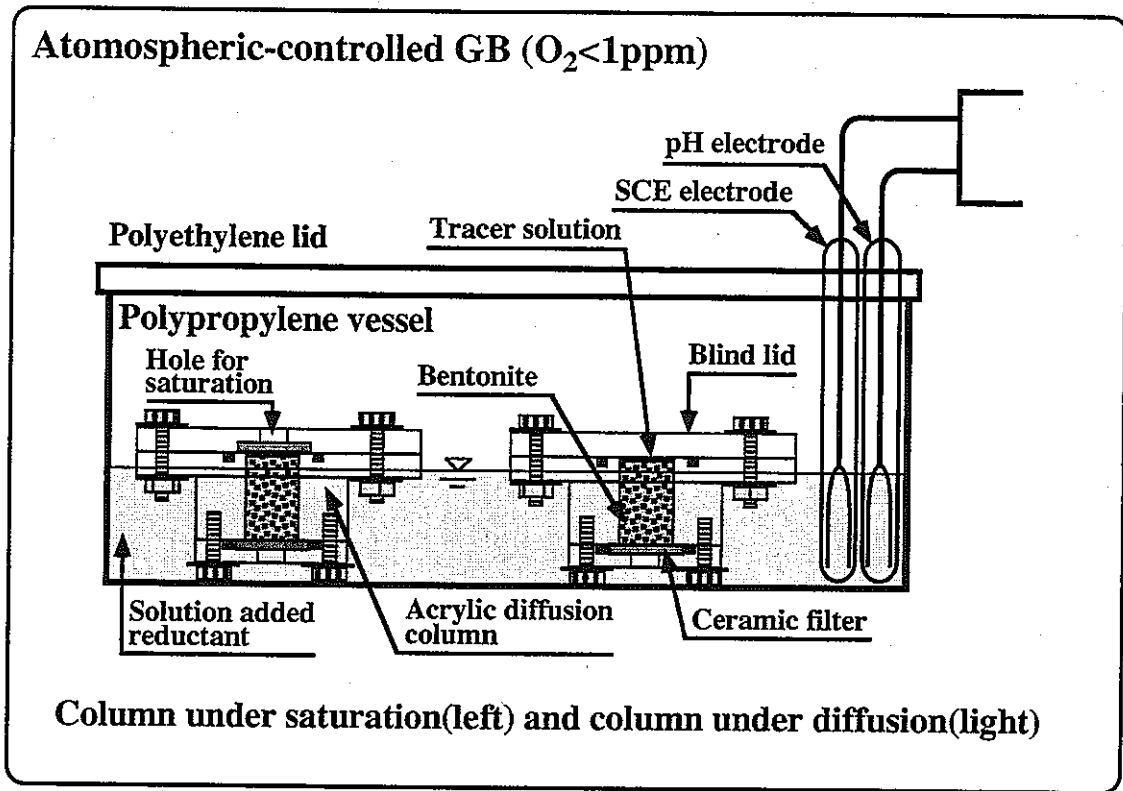 Atomospheric-controlled GB (O₂<1ppm)
pH electrode
SCE electrode
Tracer solution
Polyethylene lid
Polypropylene vessel
Hole for
saturation
Bentonite
Blind lid
Solution added
reductant
Acrylic diffusion
column
Ceramic filter
Column under saturation(left) and column under diffusion(light)